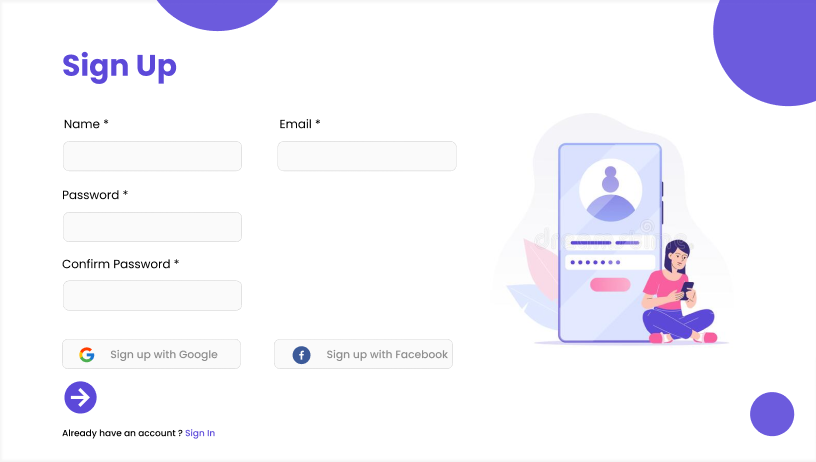 Sign Up
Name * Email *
Password *
Confirm Password *
Sign up with Google Sign up with Facebook
Already have an account ? Sign In